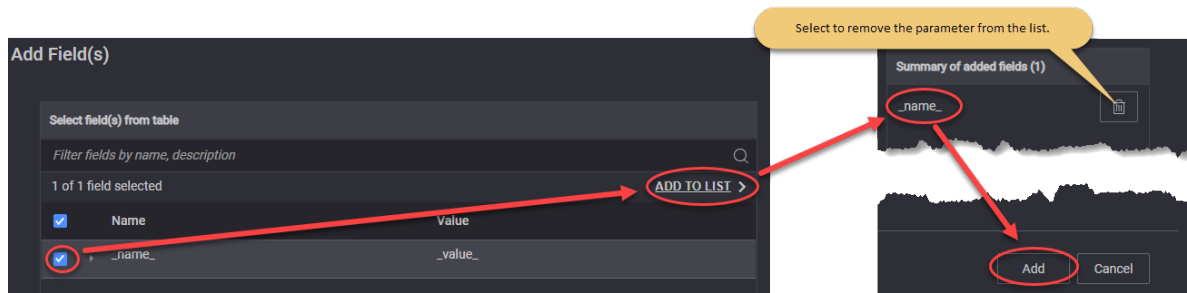 Add Field(s)
Select field(s) from table
Filter fields by name, description
1 of 1 field selected
ADD TO LIST >
Name Value
_name_ _value_
Select to remove the parameter from the list.
Summary of added fields (1)
_name_
Add Cancel